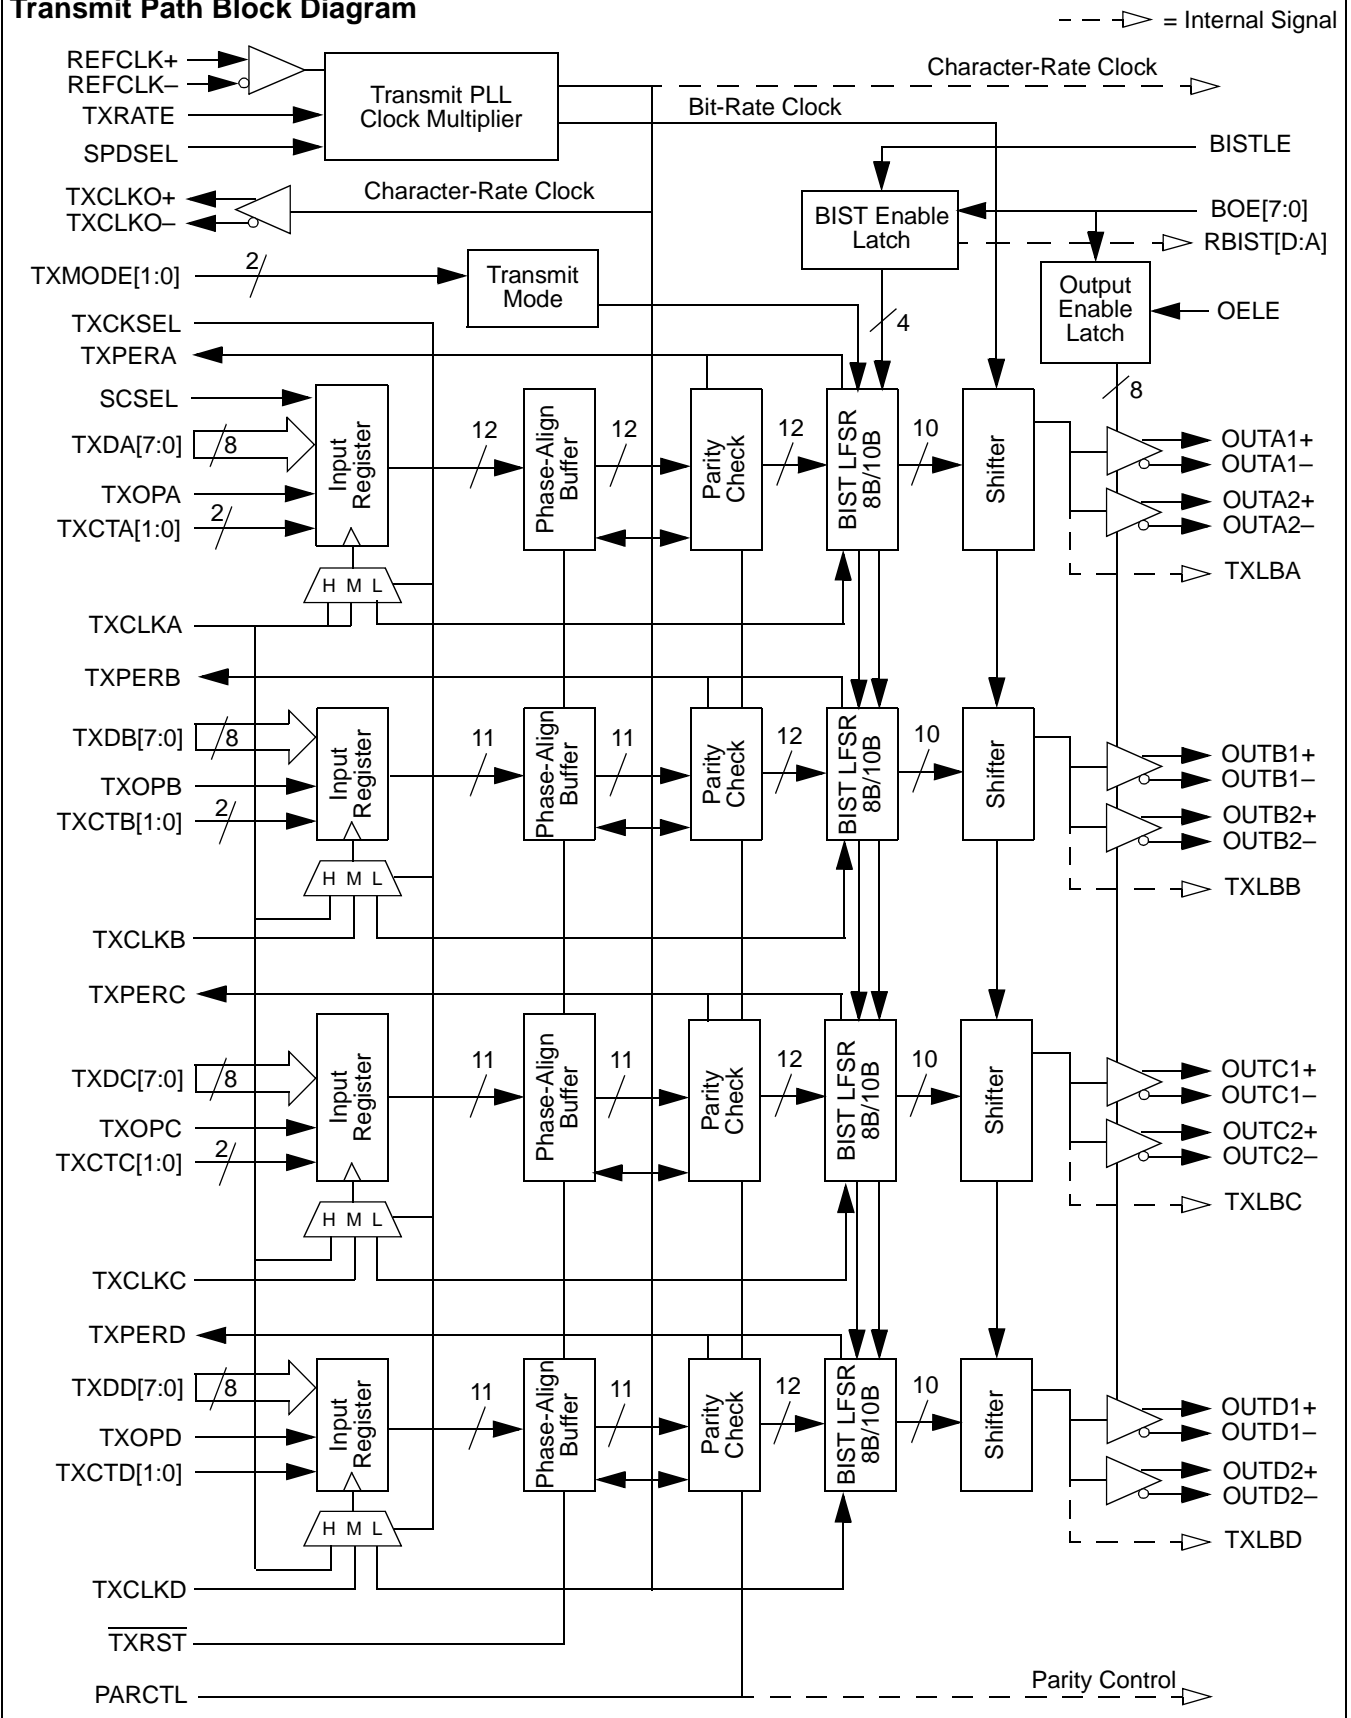 Transmit Path Block Diagram
= Internal Signal
REFCLK+
REFCLK–
TXRATE
SPDSEL
Transmit PLL
Clock Multiplier
Character-Rate Clock
Bit-Rate Clock
BISTLE
TXCLKO+
TXCLKO–
Character-Rate Clock
BIST Enable
Latch
BOE[7:0]
RBIST[D:A]
TXMODE[1:0]
2
Transmit
Mode
Output
Enable
Latch
OELE
TXCKSEL
4
TXPERA
8
SCSEL
TXDA[7:0]
8
TXOPA
TXCTA[1:0]
2
Input
Register
12
Phase-Align
Buffer
12
Parity
Check
12
BIST LFSR
8B/10B
10
Shifter
OUTA1+
OUTA1–
OUTA2+
OUTA2–
TXLBA
H M L
TXCLKA
TXPERB
TXDB[7:0]
8
TXOPB
TXCTB[1:0]
2
Input
Register
11
Phase-Align
Buffer
11
Parity
Check
12
BIST LFSR
8B/10B
10
Shifter
OUTB1+
OUTB1–
OUTB2+
OUTB2–
TXLBB
H M L
TXCLKB
TXPERC
TXDC[7:0]
8
TXOPC
TXCTC[1:0]
2
Input
Register
11
Phase-Align
Buffer
11
Parity
Check
12
BIST LFSR
8B/10B
10
Shifter
OUTC1+
OUTC1–
OUTC2+
OUTC2–
TXLBC
H M L
TXCLKC
TXPERD
TXDD[7:0]
8
TXOPD
TXCTD[1:0]
Input
Register
11
Phase-Align
Buffer
11
Parity
Check
12
BIST LFSR
8B/10B
10
Shifter
OUTD1+
OUTD1–
OUTD2+
OUTD2–
TXLBD
H M L
TXCLKD
TXRST
PARCTL
Parity Control